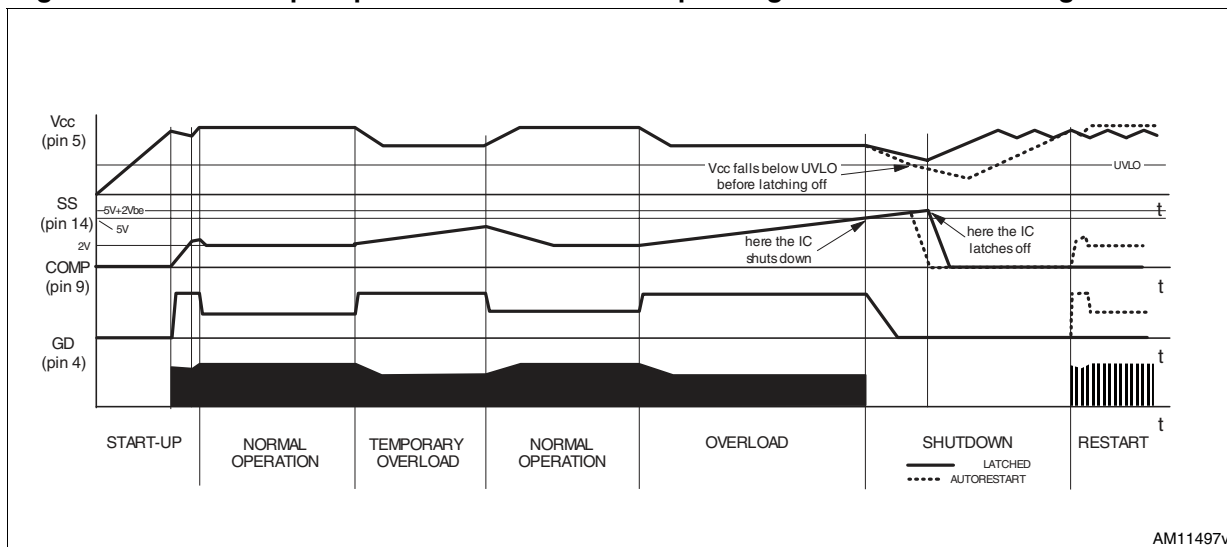 Vcc
(pin 5)
Vcc falls below UVLO
before latching off
UVLO
SS
(pin 14)
5V+2Vbe
5V
2V
t
here the IC
shuts down
here the IC
latches off
COMP
(pin 9)
t
GD
(pin 4)
t
t
START-UP
NORMAL
OPERATION
TEMPORARY
OVERLOAD
NORMAL
OPERATION
OVERLOAD
SHUTDOWN
RESTART
LATCHED
AUTORESTART
AM11497v